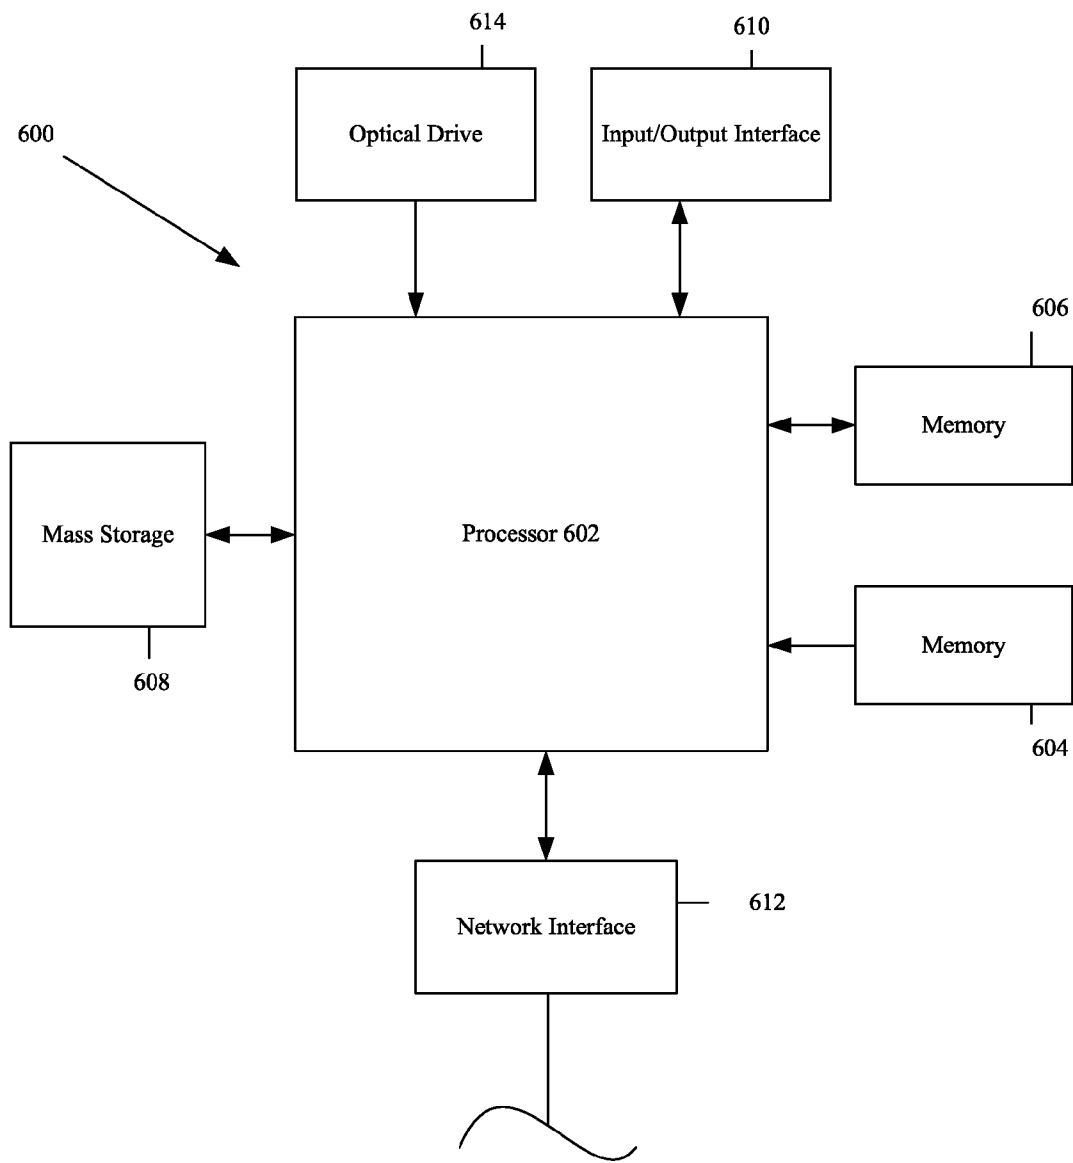 614
610
600
Optical Drive
Input/Output Interface
606
Memory
Mass Storage
Processor 602
Memory
608
604
612
Network Interface